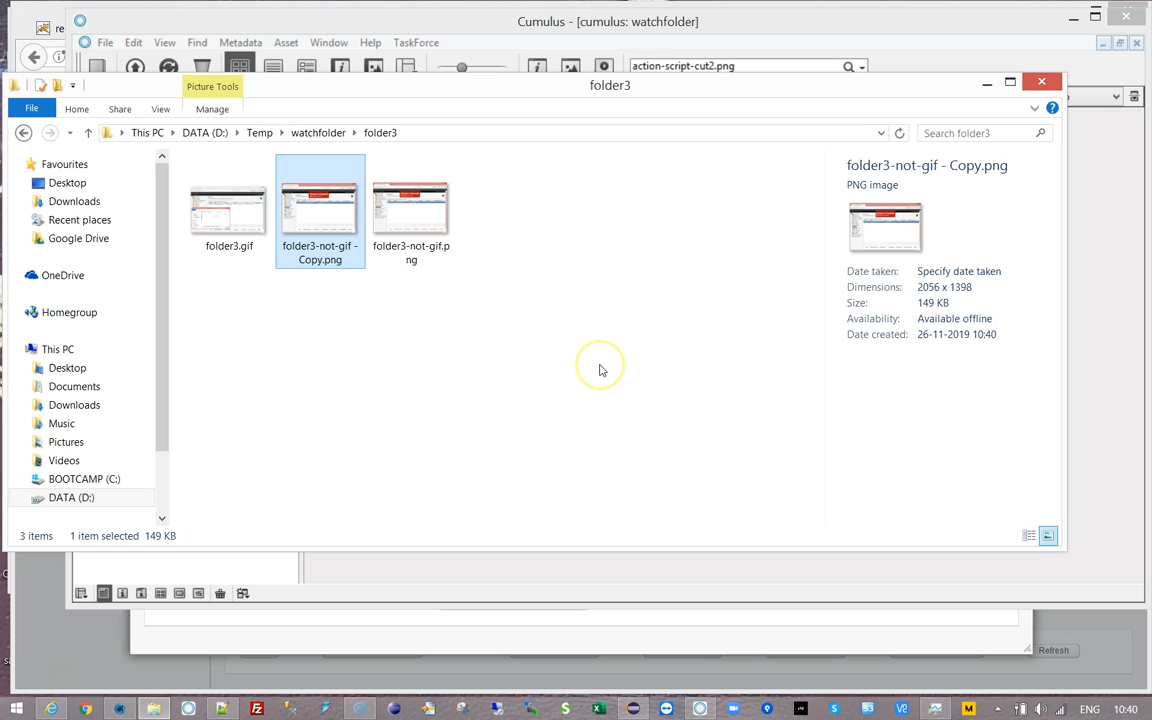 re
Cumulus - [cumulus: watchfolder]
File Edit View Find Metadata Asset Window Help TaskForce
action-script-cut2.png
Picture Tools
folder3
File Home Share View Manage
This PC DATA (D:) Temp watchfolder folder3
Search folder3
Favourites
Desktop
Downloads
Recent places
Google Drive
OneDrive
Homegroup
This PC
Desktop
Documents
Downloads
Music
Pictures
Videos
BOOTCAMP (C:)
DATA (D:)
folder3.gif
folder3-not-gif -
Copy.png
folder3-not-gif.p
ng
folder3-not-gif - Copy.png
PNG image
Date taken: Specify date taken
Dimensions: 2056 x 1398
Size: 149 KB
Availability: Available offline
Date created: 26-11-2019 10:40
3 items 1 item selected 149 KB
Refresh
ENG 10:40